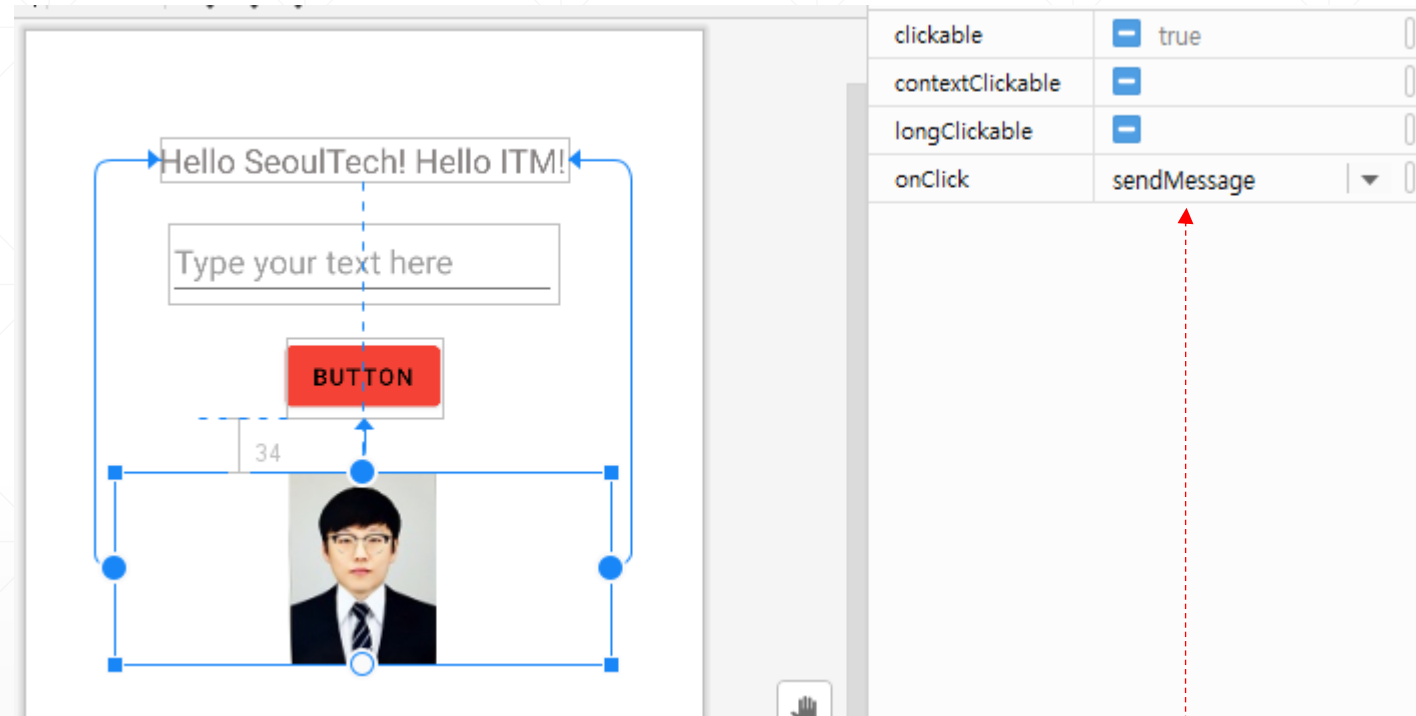 Hello SeoulTech! Hello ITM!
Type your text here
BUTTON
34
clickable true
contextClickable
longClickable
onClick sendMessage